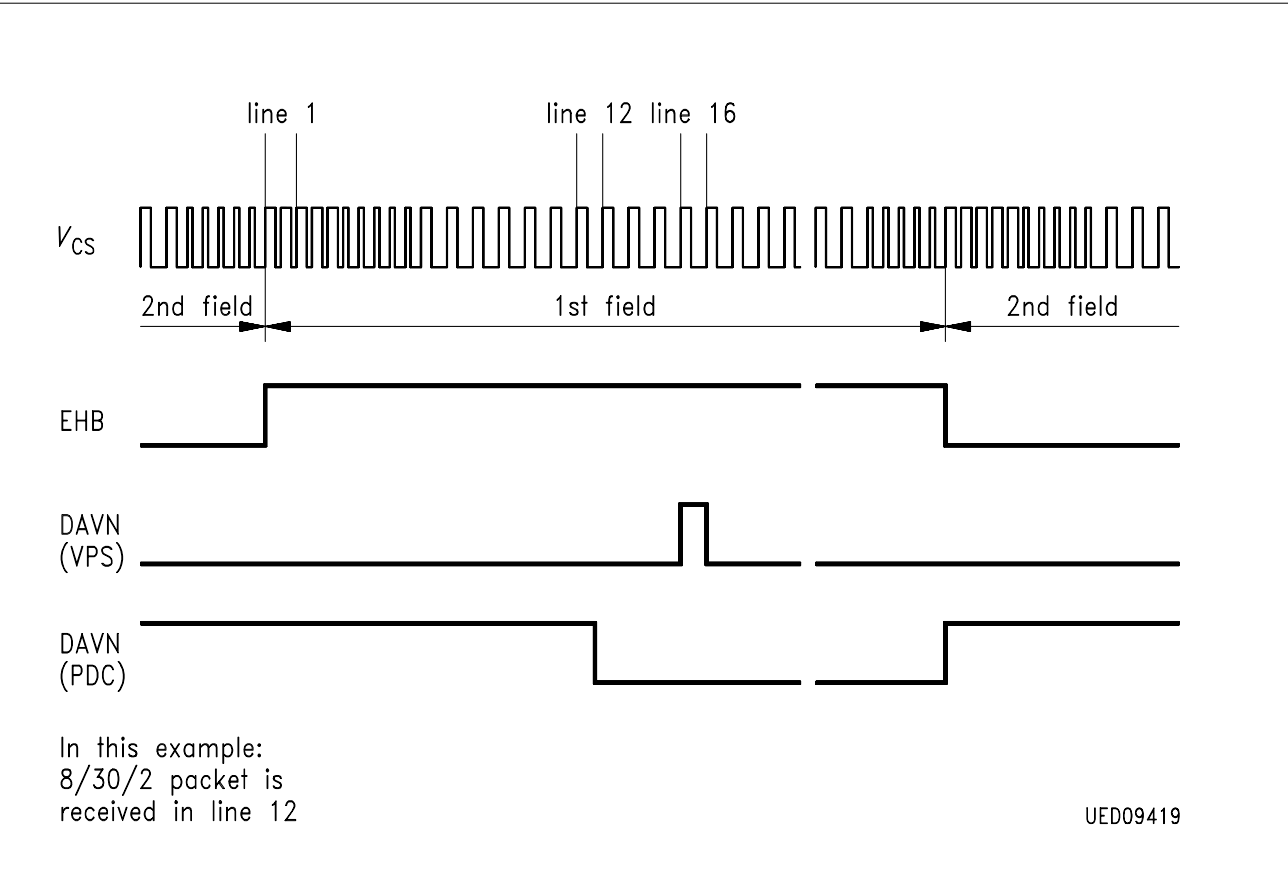 line 1 line 12 line 16
VCS
2nd field 1st field 2nd field
EHB
DAVN
(VPS)
DAVN
(PDC)
In this example:
8/30/2 packet is
received in line 12
UED09419